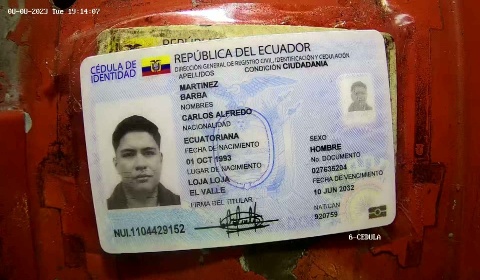 08-08-2023 Tue 19:14:07
REPÚBLICA
CÉDULA DE
IDENTIDAD
REPÚBLICA DEL ECUADOR
DIRECCIÓN GENERAL DE REGISTRO CIVIL, IDENTIFICACIÓN Y CEDULACIÓN
APELLIDOS
CONDICIÓN CIUDADANÍA
MARTINEZ
BARBA
NOMBRES
CARLOS ALFREDO
NACIONALIDAD
ECUATORIANA
FECHA DE NACIMIENTO
01 OCT 1993
LUGAR DE NACIMIENTO
LOJA LOJA
EL VALLE
FIRMA DEL TITULAR
SEXO
HOMBRE
No. DOCUMENTO
027636204
FECHA DE VENCIMIENTO
10 JUN 2032
NAT/CAN
920759
NUI.1104429152
6-CEDULA